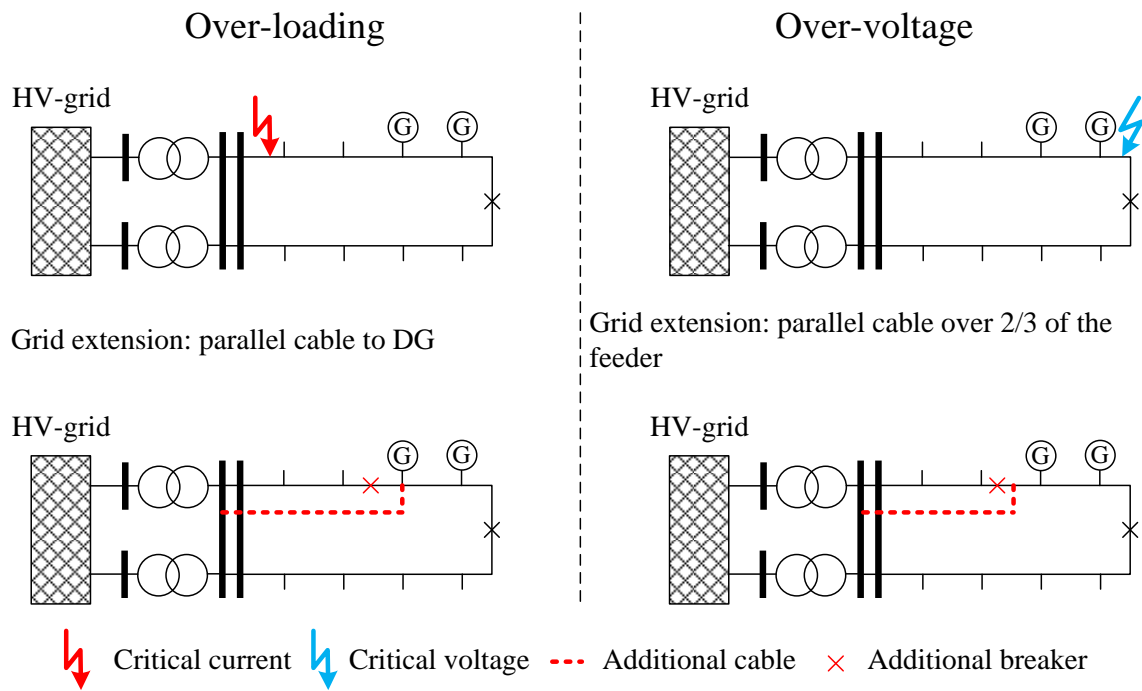 Over-loading
Over-voltage
HV-grid
G
G
HV-grid
G
G
Grid extension: parallel cable to DG
Grid extension: parallel cable over 2/3 of the
feeder
HV-grid
G
G
HV-grid
G
G
Critical current
Critical voltage
Additional cable
Additional breaker